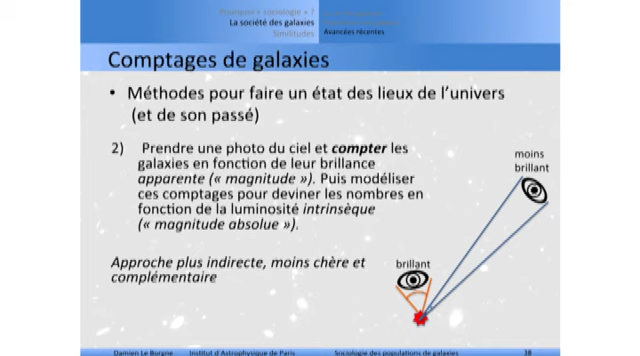 Pourquoi « sociologie » ?
La société des galaxies
Similitudes
Avancées récentes
Comptages de galaxies
• Méthodes pour faire un état des lieux de l'univers
(et de son passé)
2) Prendre une photo du ciel et compter les
galaxies en fonction de leur brillance
apparente (« magnitude »). Puis modéliser
ces comptages pour deviner les nombres en
fonction de la luminosité intrinsèque
(« magnitude absolue »).
moins
brillant
Approche plus indirecte, moins chère et
complémentaire
brillant
Damien Le Borgne Institut d'Astrophysique de Paris Sociologie des populations de galaxies 38